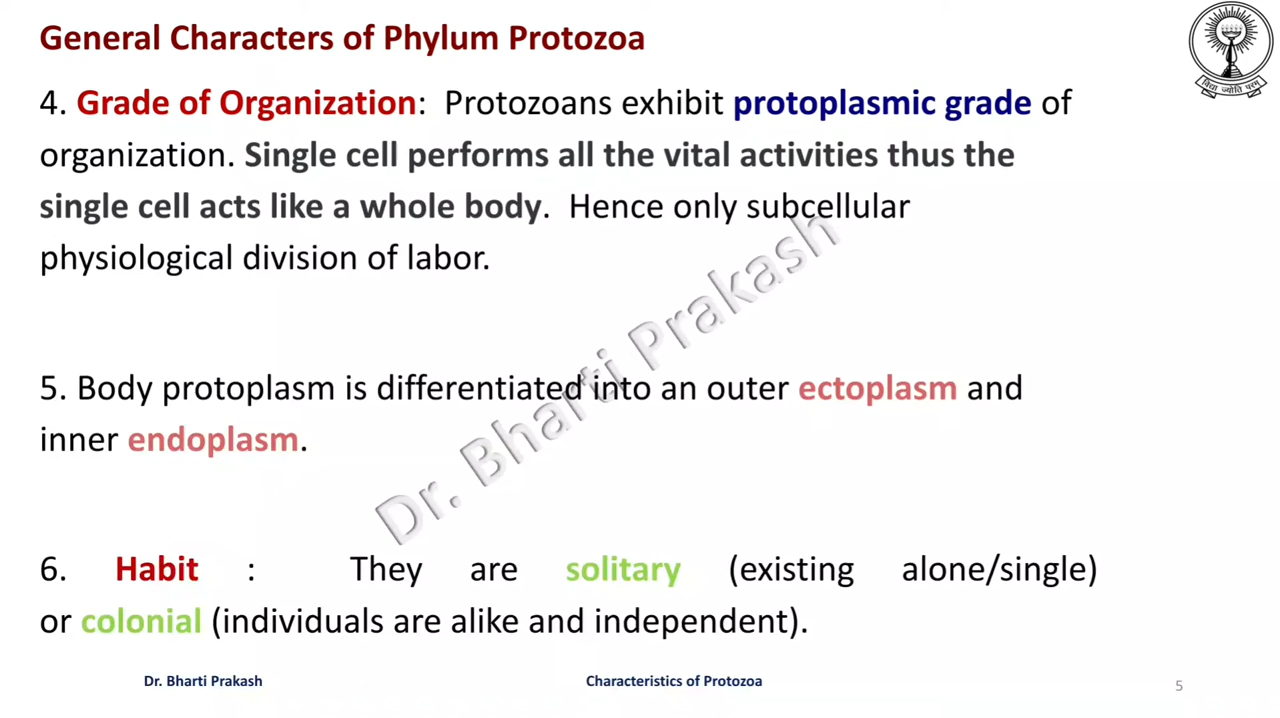 General Characters of Phylum Protozoa
4. Grade of Organization:  Protozoans exhibit protoplasmic grade of
organization. Single cell performs all the vital activities thus the
single cell acts like a whole body.  Hence only subcellular
physiological division of labor.
5. Body protoplasm is differentiated into an outer ectoplasm and
inner endoplasm.
6. Habit : They are solitary (existing alone/single)
or colonial (individuals are alike and independent).
Dr. Bharti Prakash
Dr. Bharti Prakash
Characteristics of Protozoa
5
विद्या ज्योति परम्